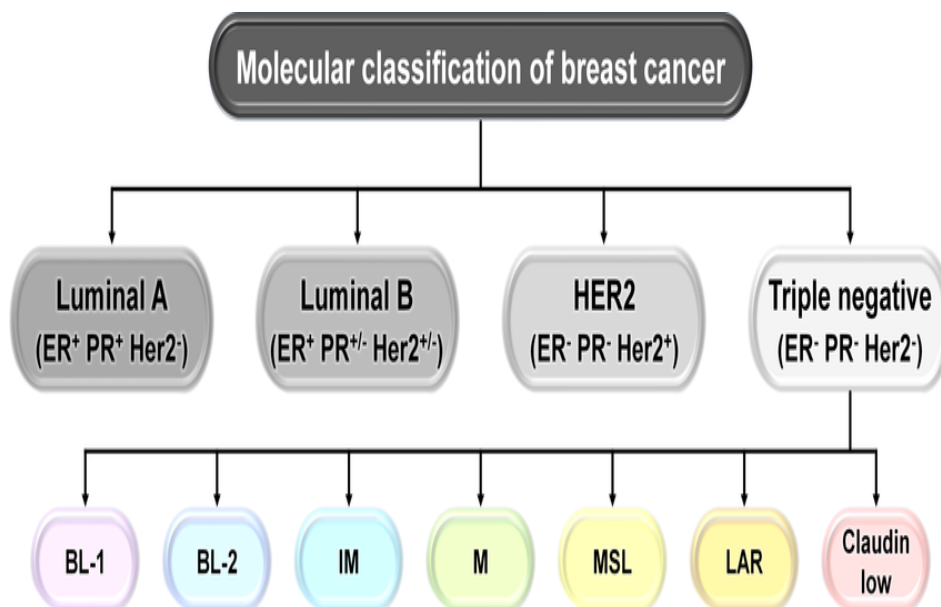 Molecular classification of breast cancer
Luminal A
(ER⁺ PR⁺ Her2⁻)
Luminal B
(ER⁺ PR⁺/⁻ Her2⁺/⁻)
HER2
(ER⁻ PR⁻ Her2⁺)
Triple negative
(ER⁻ PR⁻ Her2⁻)
BL-1
BL-2
IM
M
MSL
LAR
Claudin
low